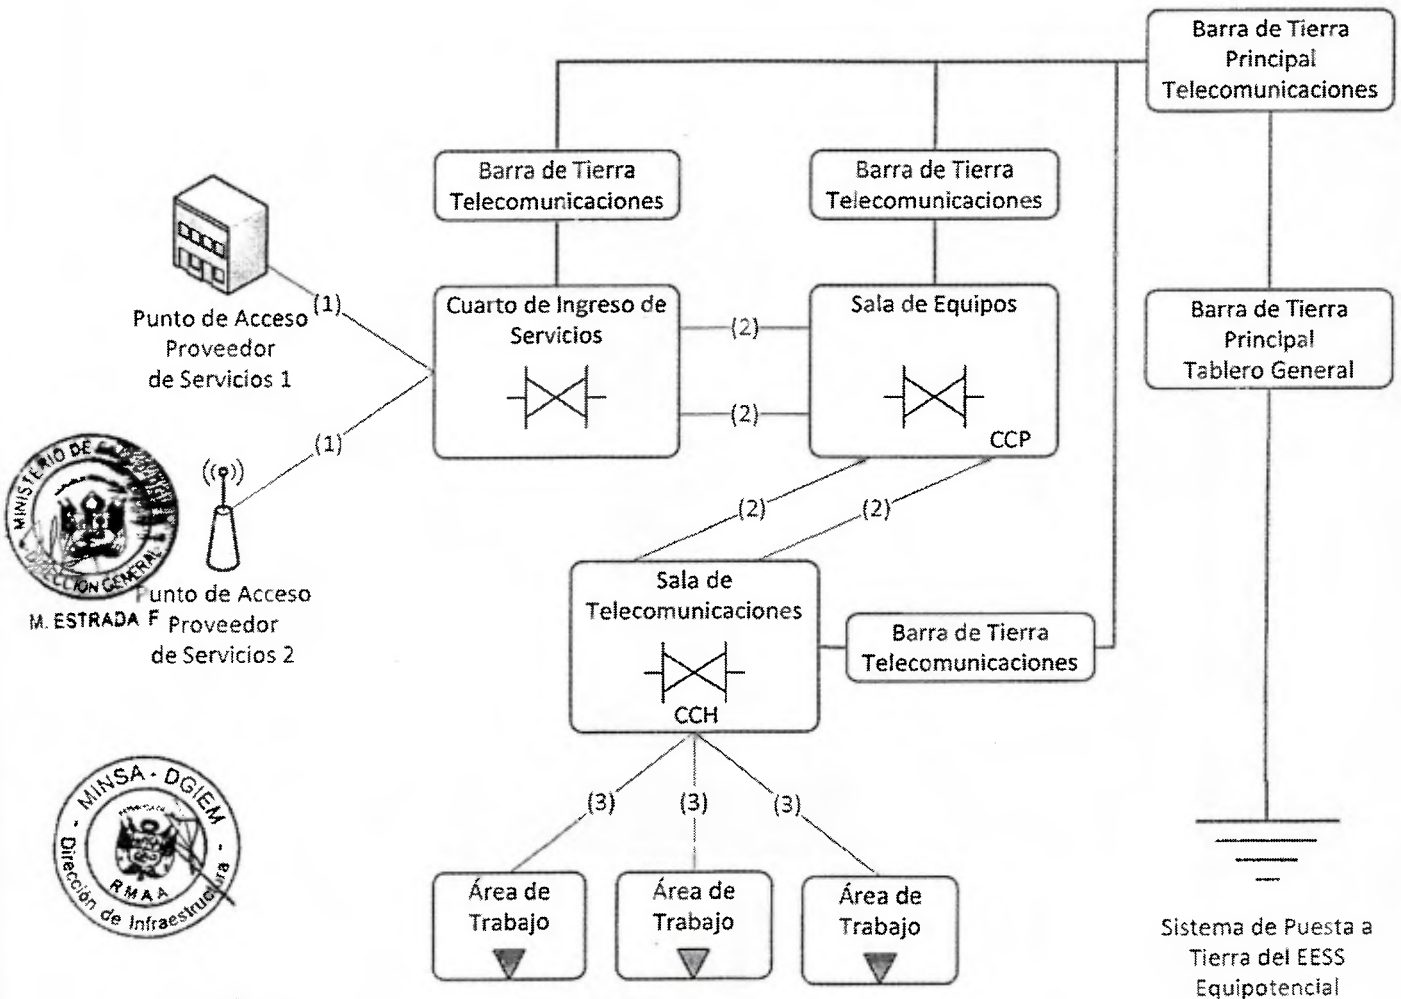 Barra de Tierra
Principal
Telecomunicaciones
Barra de Tierra
Telecomunicaciones
Barra de Tierra
Telecomunicaciones
Punto de Acceso
Proveedor
de Servicios 1
(1)
Cuarto de Ingreso de
Servicios
(2)
(2)
Sala de Equipos
CCP
Barra de Tierra
Principal
Tablero General
(1)
MINISTERIO DE
DIRECCIÓN GENERAL
M. ESTRADA F
Punto de Acceso
Proveedor
de Servicios 2
(2)
(2)
Sala de
Telecomunicaciones
CCH
Barra de Tierra
Telecomunicaciones
MINSA - DGIEM
RMAA
Dirección de Infraestructura
(3)
(3)
(3)
Área de
Trabajo
Área de
Trabajo
Área de
Trabajo
Sistema de Puesta a
Tierra del EESS
Equipotencial